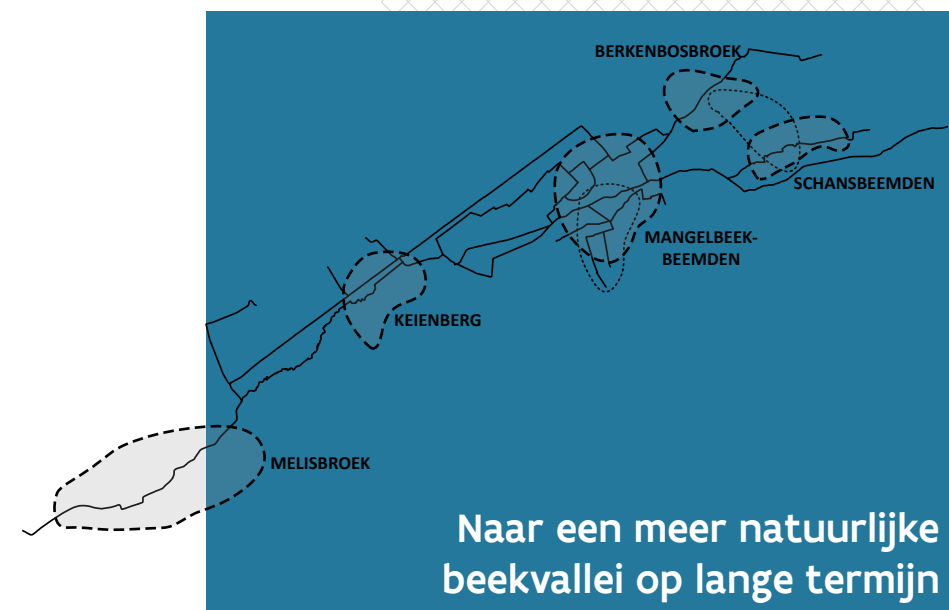 BERKENBOSBROEK
SCHANSBEEMDEN
MANGELBEEK-
BEEMDEN
KEIENBERG
MELISBROEK
Naar een meer natuurlijke
beekvallei op lange termijn